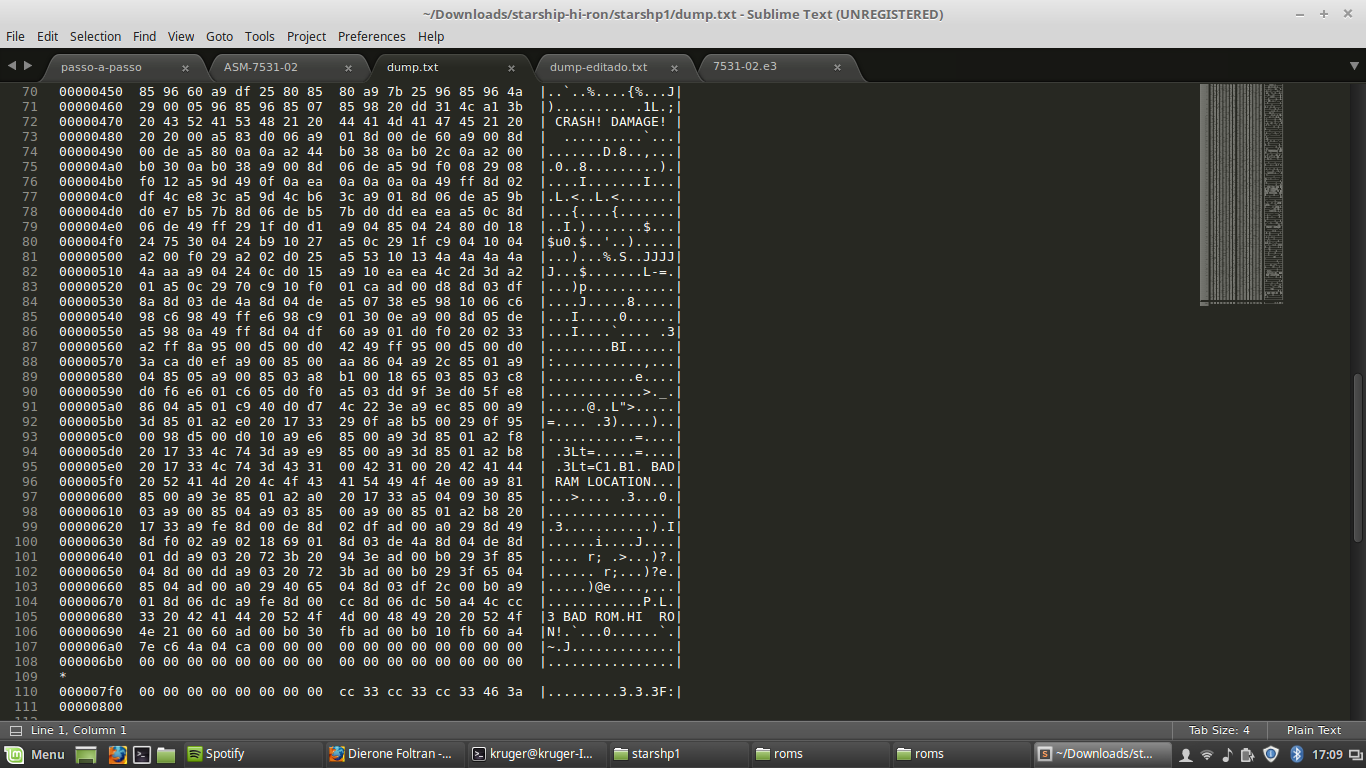 ~/Downloads/starship-hi-ron/starshp1/dump.txt - Sublime Text (UNREGISTERED)
File Edit Selection Find View Goto Tools Project Preferences Help
passo-a-passo ASM-7531-02 dump.txt dump-editado.txt 7531-02.e3
70 00000450 85 96 60 a9 df 25 80 85 80 a9 7b 25 96 85 96 4a |..`..%....{%...J|
71 00000460 29 00 05 96 85 96 85 07 85 98 20 dd 31 4c a1 3b |)......... .1L.;|
72 00000470 20 43 52 41 53 48 21 20 44 41 4d 41 47 45 21 20 | CRASH! DAMAGE! |
73 00000480 20 20 00 a5 83 d0 06 a9 01 8d 00 de 60 a9 00 8d |  ..........`...|
74 00000490 00 de a5 80 0a 0a a2 44 b0 38 0a b0 2c 0a a2 00 |.......D.8..,...|
75 000004a0 b0 30 0a b0 38 a9 00 8d 06 de a5 9d f0 08 29 08 |.0..8.........).|
76 000004b0 f0 12 a5 9d 49 0f 0a ea 0a 0a 0a 0a 49 ff 8d 02 |....I.......I...|
77 000004c0 df 4c e8 3c a5 9d 4c b6 3c a9 01 8d 06 de a5 9b |.L.<..L.<.......|
78 000004d0 d0 e7 b5 7b 8d 06 de b5 7b d0 dd ea ea a5 0c 8d |...{....{.......|
79 000004e0 06 de 49 ff 29 1f d0 d1 a9 04 85 04 24 80 d0 18 |..I.).......$...|
80 000004f0 24 75 30 04 24 b9 10 27 a5 0c 29 1f c9 04 10 04 |$u0.$..'..).....|
81 00000500 a2 00 f0 29 a2 02 d0 25 a5 53 10 13 4a 4a 4a 4a |...)...%.S..JJJJ|
82 00000510 4a aa a9 04 24 0c d0 15 a9 10 ea ea 4c 2d 3d a2 |J...$.......L-=.|
83 00000520 01 a5 0c 29 70 c9 10 f0 01 ca ad 00 d8 8d 03 df |...)p...........|
84 00000530 8a 8d 03 de 4a 8d 04 de a5 07 38 e5 98 10 06 c6 |....J.....8.....|
85 00000540 98 c6 98 49 ff e6 98 c9 01 30 0e a9 00 8d 05 de |...I.....0......|
86 00000550 a5 98 0a 49 ff 8d 04 df 60 a9 01 d0 f0 20 02 33 |...I....`.... .3|
87 00000560 a2 ff 8a 95 00 d5 00 d0 42 49 ff 95 00 d5 00 d0 |........BI......|
88 00000570 3a ca d0 ef a9 00 85 00 aa 86 04 a9 2c 85 01 a9 |:...........,...|
89 00000580 04 85 05 a9 00 85 03 a8 b1 00 18 65 03 85 03 c8 |...........e....|
90 00000590 d0 f6 e6 01 c6 05 d0 f0 a5 03 dd 9f 3e d0 5f e8 |............>._.|
91 000005a0 86 04 a5 01 c9 40 d0 d7 4c 22 3e a9 ec 85 00 a9 |.....@..L">.....|
92 000005b0 3d 85 01 a2 e0 20 17 33 29 0f a8 b5 00 29 0f 95 |=.... .3)....)..|
93 000005c0 00 98 d5 00 d0 10 a9 e6 85 00 a9 3d 85 01 a2 f8 |...........=....|
94 000005d0 20 17 33 4c 74 3d a9 e9 85 00 a9 3d 85 01 a2 b8 | .3Lt=.....=....|
95 000005e0 20 17 33 4c 74 3d 43 31 00 42 31 00 20 42 41 44 | .3Lt=C1.B1. BAD|
96 000005f0 20 52 41 4d 20 4c 4f 43 41 54 49 4f 4e 00 a9 81 | RAM LOCATION...|
97 00000600 85 00 a9 3e 85 01 a2 a0 20 17 33 a5 04 09 30 85 |...>.... .3...0.|
98 00000610 03 a9 00 85 04 a9 03 85 00 a9 00 85 01 a2 b8 20 |............... |
99 00000620 17 33 a9 fe 8d 00 de 8d 02 df ad 00 a0 29 8d 49 |.3...........).I|
100 00000630 8d f0 02 a9 02 18 69 01 8d 03 de 4a 8d 04 de 8d |......i....J....|
101 00000640 01 dd a9 03 20 72 3b 20 94 3e ad 00 b0 29 3f 85 |.... r; .>...)?.|
102 00000650 04 8d 00 dd a9 03 20 72 3b ad 00 b0 29 3f 65 04 |...... r;...)?e.|
103 00000660 85 04 ad 00 a0 29 40 65 04 8d 03 df 2c 00 b0 a9 |.....)@e....,...|
104 00000670 01 8d 06 dc a9 fe 8d 00 cc 8d 06 dc 50 a4 4c cc |............P.L.|
105 00000680 33 20 42 41 44 20 52 4f 4d 00 48 49 20 20 52 4f |3 BAD ROM.HI  RO|
106 00000690 4e 21 00 60 ad 00 b0 30 fb ad 00 b0 10 fb 60 a4 |N!.`...0......`.|
107 000006a0 7e c6 4a 04 ca 00 00 00 00 00 00 00 00 00 00 00 |~.J.............|
108 000006b0 00 00 00 00 00 00 00 00 00 00 00 00 00 00 00 00 |................|
109 *
110 000007f0 00 00 00 00 00 00 00 00 cc 33 cc 33 cc 33 46 3a |.........3.3.3F:|
111 00000800
Line 1, Column 1 Tab Size: 4 Plain Text
Menu Spotify Dierone Foltran -... kruger@kruger-I... starshp1 roms roms ~/Downloads/st... 17:09